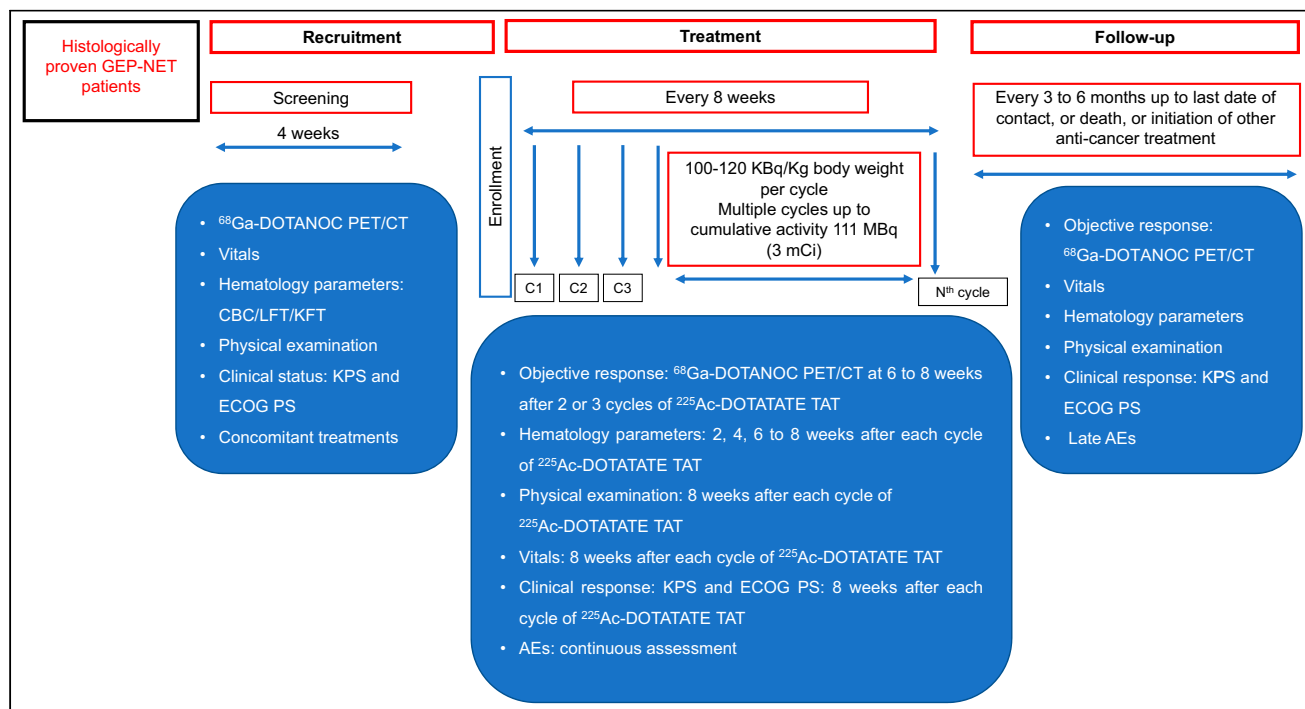 Histologically
proven GEP-NET
patients
Recruitment
Screening
4 weeks
• ⁶⁸Ga-DOTANOC PET/CT
• Vitals
• Hematology parameters:
CBC/LFT/KFT
• Physical examination
• Clinical status: KPS and
ECOG PS
• Concomitant treatments
Enrollment
Treatment
Every 8 weeks
100-120 KBq/Kg body weight
per cycle
Multiple cycles up to
cumulative activity 111 MBq
(3 mCi)
C1
C2
C3
Nᵗʰ cycle
• Objective response: ⁶⁸Ga-DOTANOC PET/CT at 6 to 8 weeks
after 2 or 3 cycles of ²²⁵Ac-DOTATATE TAT
• Hematology parameters: 2, 4, 6 to 8 weeks after each cycle
of ²²⁵Ac-DOTATATE TAT
• Physical examination: 8 weeks after each cycle of
²²⁵Ac-DOTATATE TAT
• Vitals: 8 weeks after each cycle of ²²⁵Ac-DOTATATE TAT
• Clinical response: KPS and ECOG PS: 8 weeks after each
cycle of ²²⁵Ac-DOTATATE TAT
• AEs: continuous assessment
Follow-up
Every 3 to 6 months up to last date of
contact, or death, or initiation of other
anti-cancer treatment
• Objective response:
⁶⁸Ga-DOTANOC PET/CT
• Vitals
• Hematology parameters
• Physical examination
• Clinical response: KPS and
ECOG PS
• Late AEs